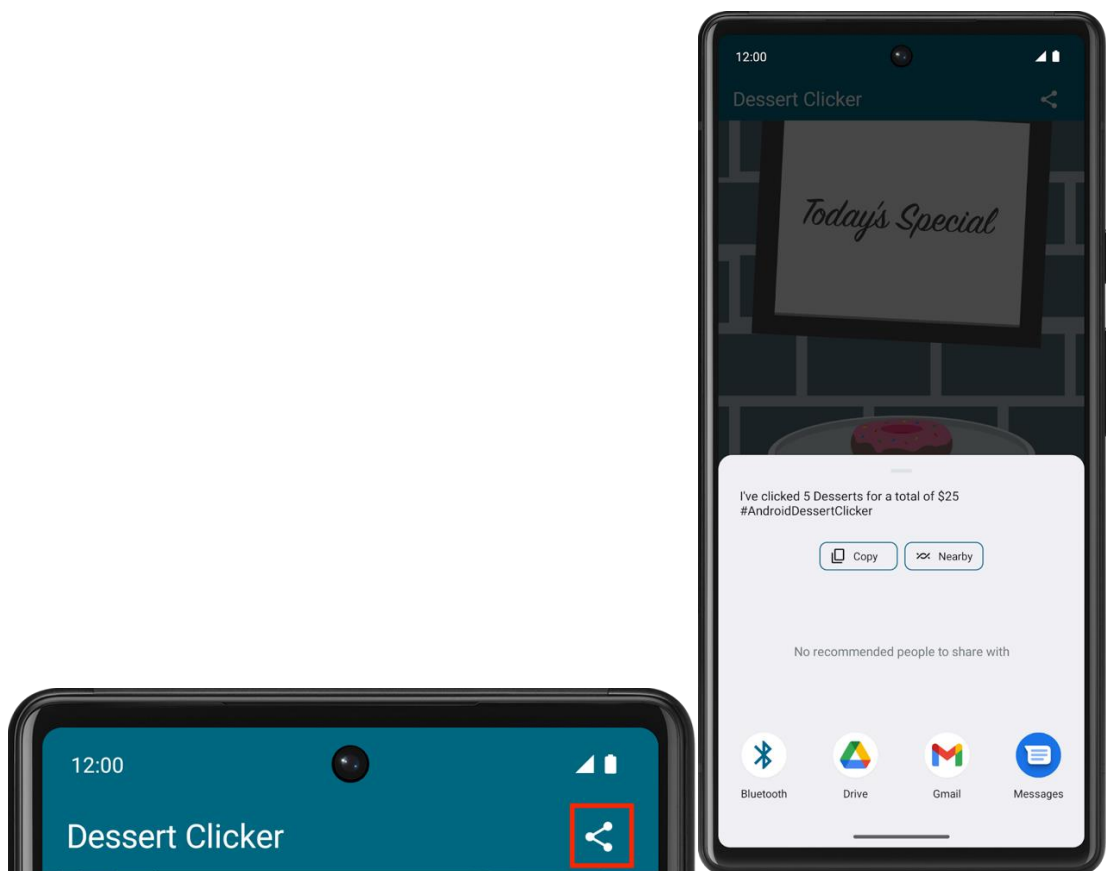 12:00
Dessert Clicker
12:00
Dessert Clicker
Today's Special
I've clicked 5 Desserts for a total of $25
#AndroidDessertClicker
Copy
Nearby
No recommended people to share with
Bluetooth
Drive
Gmail
Messages